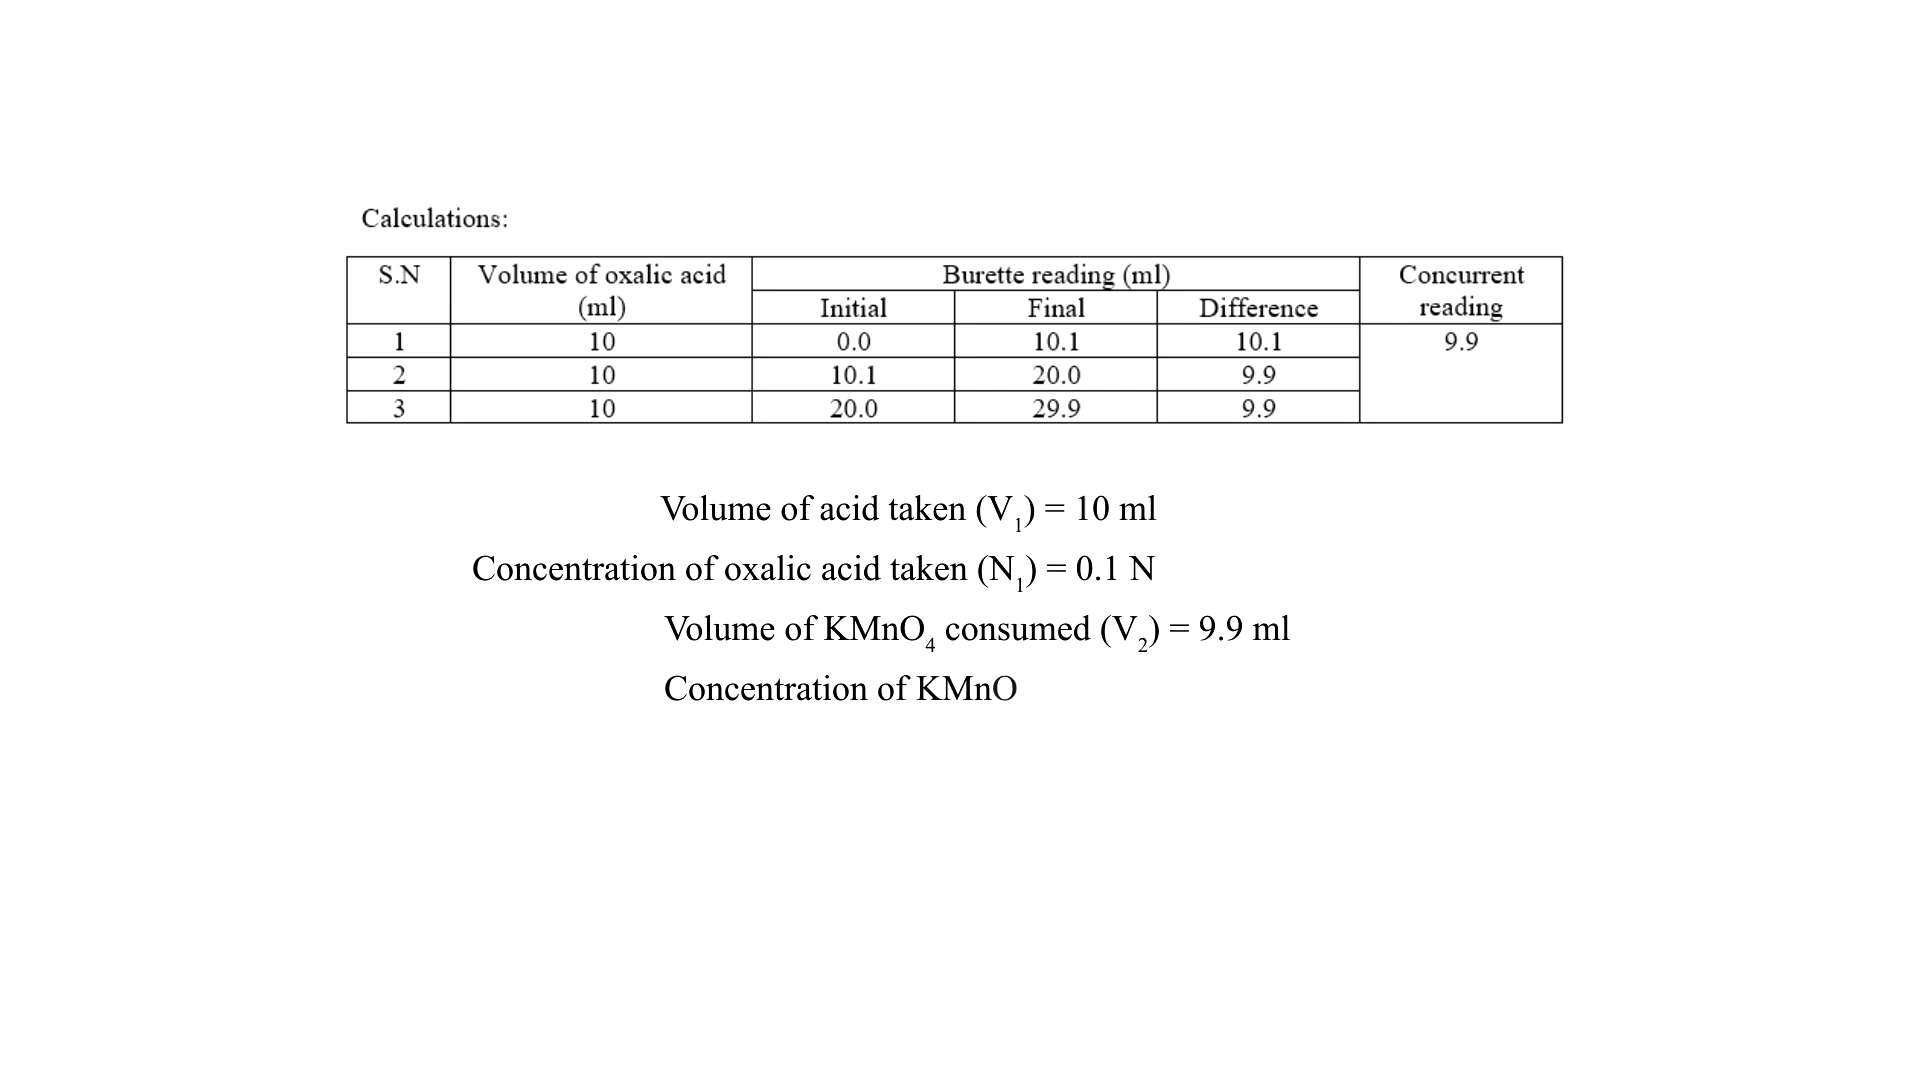 Calculations:
S.N Volume of oxalic acid (ml) Burette reading (ml) Concurrent reading
Initial Final Difference
1 10 0.0 10.1 10.1 9.9
2 10 10.1 20.0 9.9
3 10 20.0 29.9 9.9
Volume of acid taken (V₁) = 10 ml
Concentration of oxalic acid taken (N₁) = 0.1 N
Volume of KMnO₄ consumed (V₂) = 9.9 ml
Concentration of KMnO